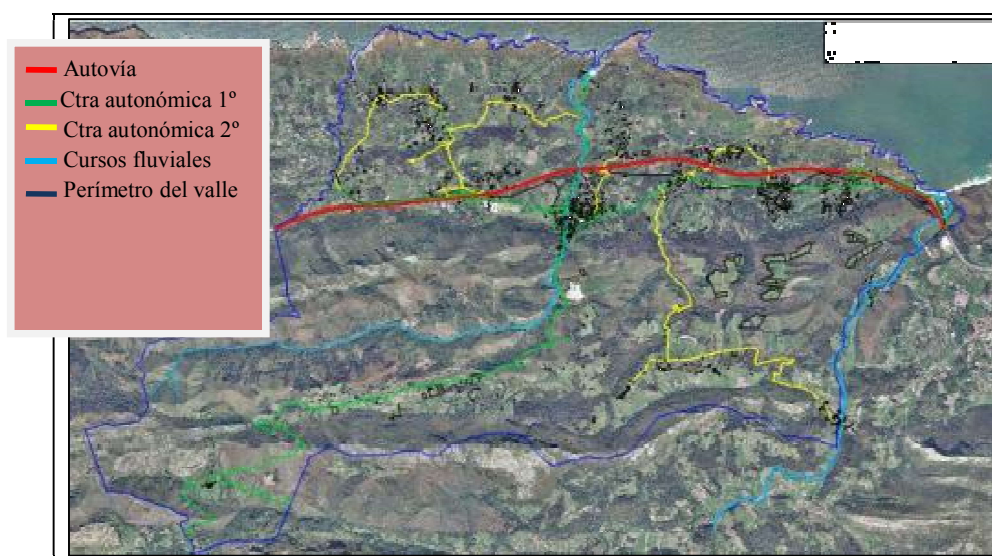 Autovía
Ctra autonómica 1º
Ctra autonómica 2º
Cursos fluviales
Perímetro del valle